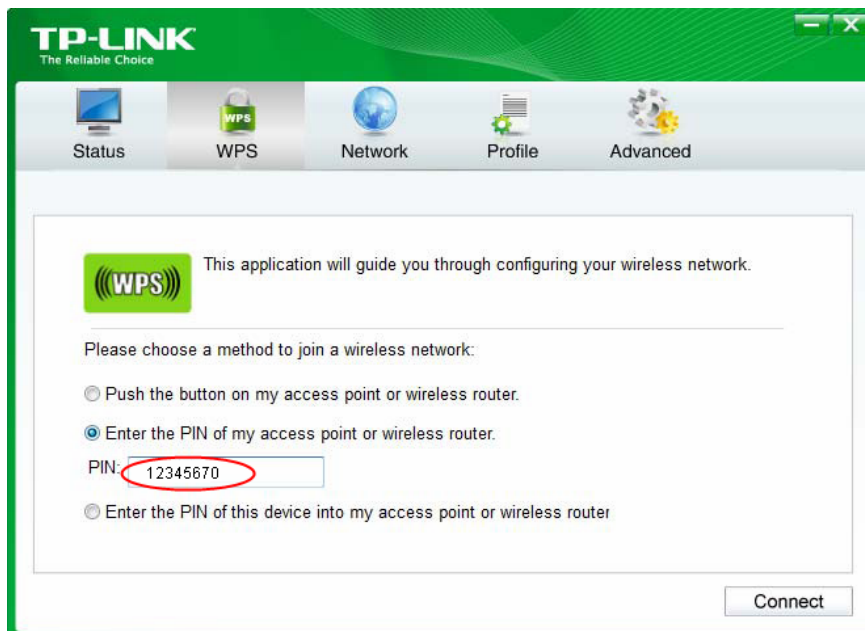 TP-LINK
The Reliable Choice
Status
WPS
WPS
Network
Profile
Advanced
(((WPS)))
This application will guide you through configuring your wireless network.
Please choose a method to join a wireless network:
Push the button on my access point or wireless router.
Enter the PIN of my access point or wireless router.
PIN: 12345670
Enter the PIN of this device into my access point or wireless router
Connect